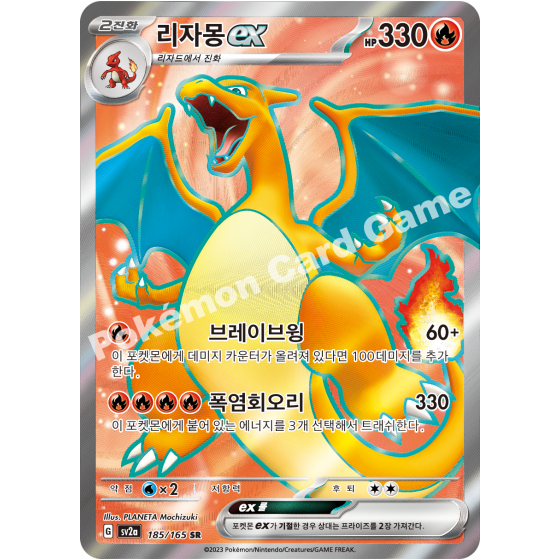 2진화
리자몽 ex
HP 330
리자드에서 진화
Pokémon Card Game
브레이브윙 60+
이 포켓몬에게 데미지 카운터가 올려져 있다면 100데미지를 추가
한다.
폭염회오리 330
이 포켓몬에게 붙어 있는 에너지를 3개 선택해서 트래쉬한다.
약점 ×2 저항력 후퇴
Illus. PLANETA Mochizuki
ex 룰
G sv2a 185/165 SR
포켓몬 ex가 기절한 경우 상대는 프라이즈를 2장 가져간다.
©2023 Pokémon/Nintendo/Creatures/GAME FREAK.